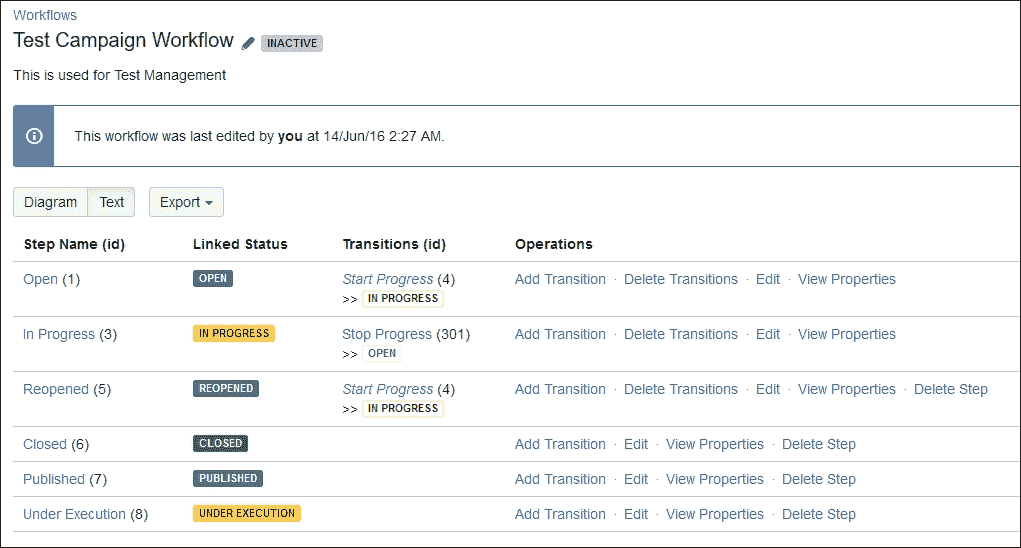 Workflows
Test Campaign Workflow INACTIVE
This is used for Test Management
This workflow was last edited by you at 14/Jun/16 2:27 AM.
Diagram Text Export
Step Name (id) Linked Status Transitions (id) Operations
Open (1) OPEN Start Progress (4) Add Transition · Delete Transitions · Edit · View Properties
>> IN PROGRESS
In Progress (3) IN PROGRESS Stop Progress (301) Add Transition · Delete Transitions · Edit · View Properties
>> OPEN
Reopened (5) REOPENED Start Progress (4) Add Transition · Delete Transitions · Edit · View Properties · Delete Step
>> IN PROGRESS
Closed (6) CLOSED Add Transition · Edit · View Properties · Delete Step
Published (7) PUBLISHED Add Transition · Edit · View Properties · Delete Step
Under Execution (8) UNDER EXECUTION Add Transition · Edit · View Properties · Delete Step